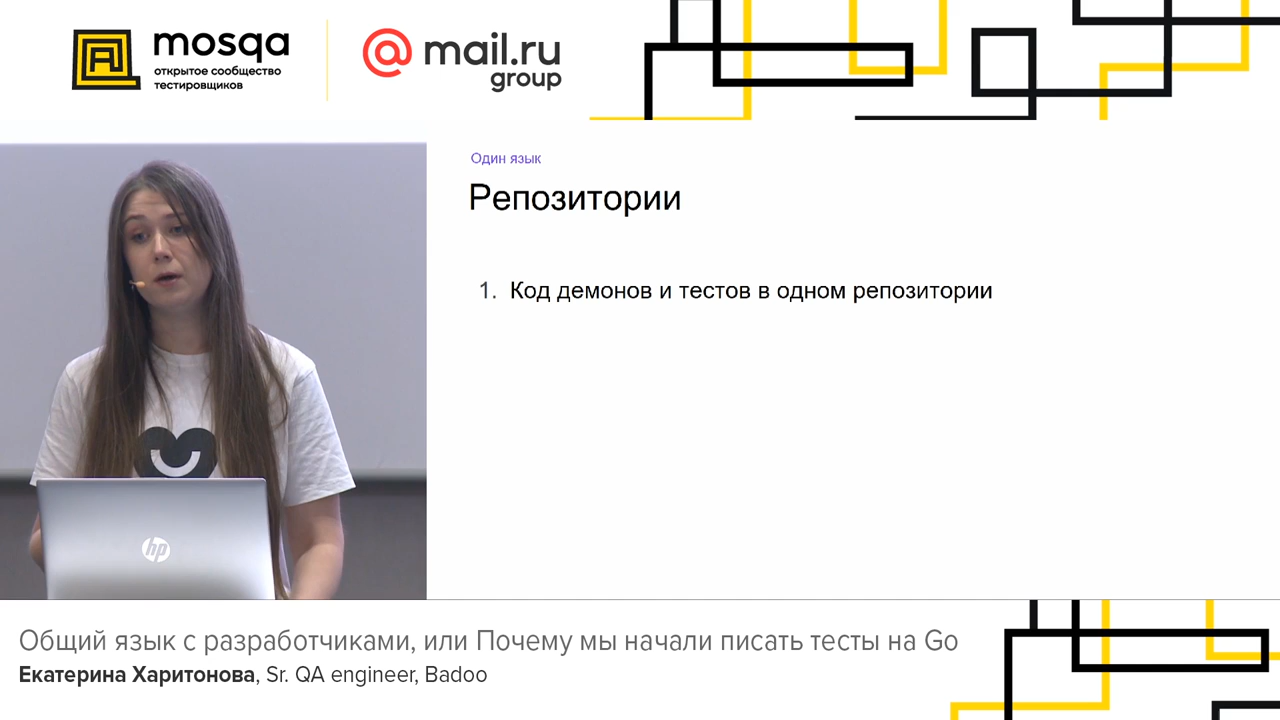 mosqa
открытое сообщество
тестировщиков
@mail.ru
group
Один язык
Репозитории
1. Код демонов и тестов в одном репозитории
hp
Общий язык с разработчиками, или Почему мы начали писать тесты на Go
Екатерина Харитонова, Sr. QA engineer, Badoo